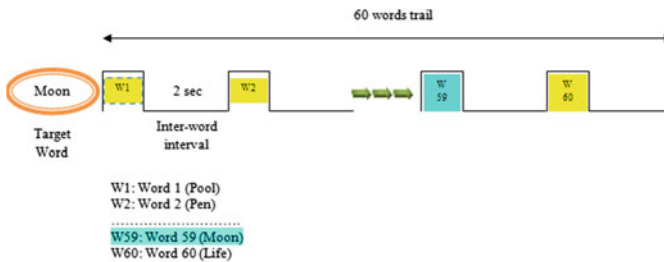 60 words trail
Moon
W1
2 sec
W2
W
59
W
60
Target
Word
Inter-word
interval
W1: Word 1 (Pool)
W2: Word 2 (Pen)
W59: Word 59 (Moon)
W60: Word 60 (Life)